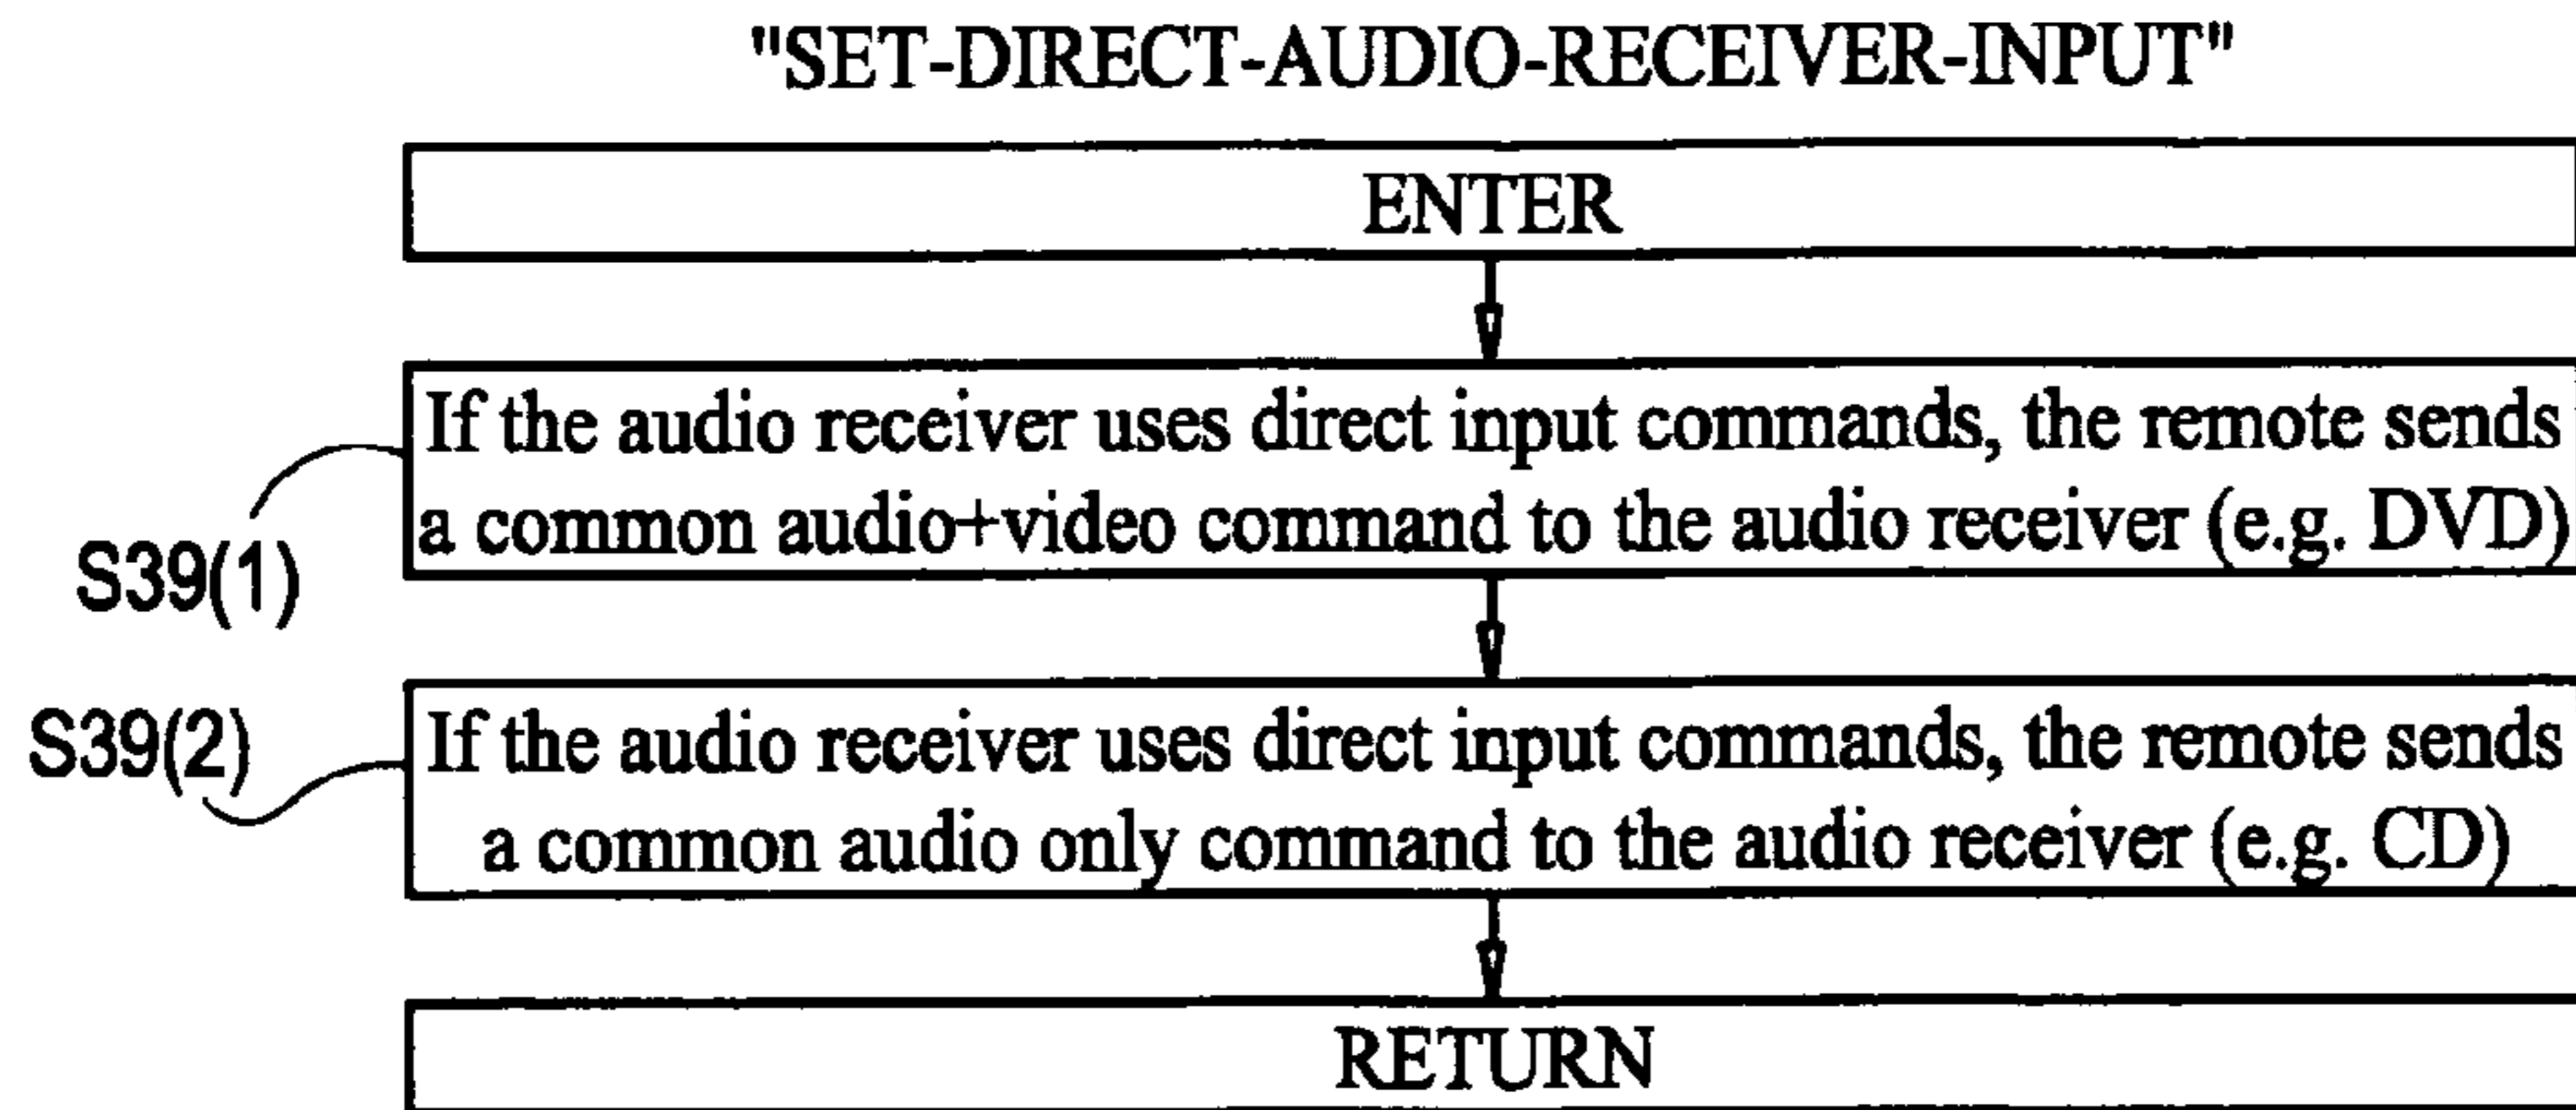 "SET-DIRECT-AUDIO-RECEIVER-INPUT"
ENTER
If the audio receiver uses direct input commands, the remote sends
a common audio+video command to the audio receiver (e.g. DVD)
S39(1)
If the audio receiver uses direct input commands, the remote sends
a common audio only command to the audio receiver (e.g. CD)
S39(2)
RETURN